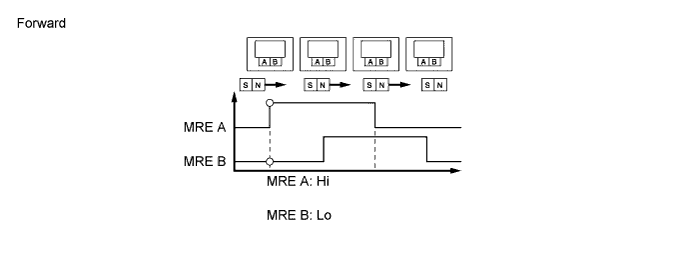 Forward
A B A B A B A B
S N S N S N S N
MRE A
MRE B
MRE A: Hi
MRE B: Lo